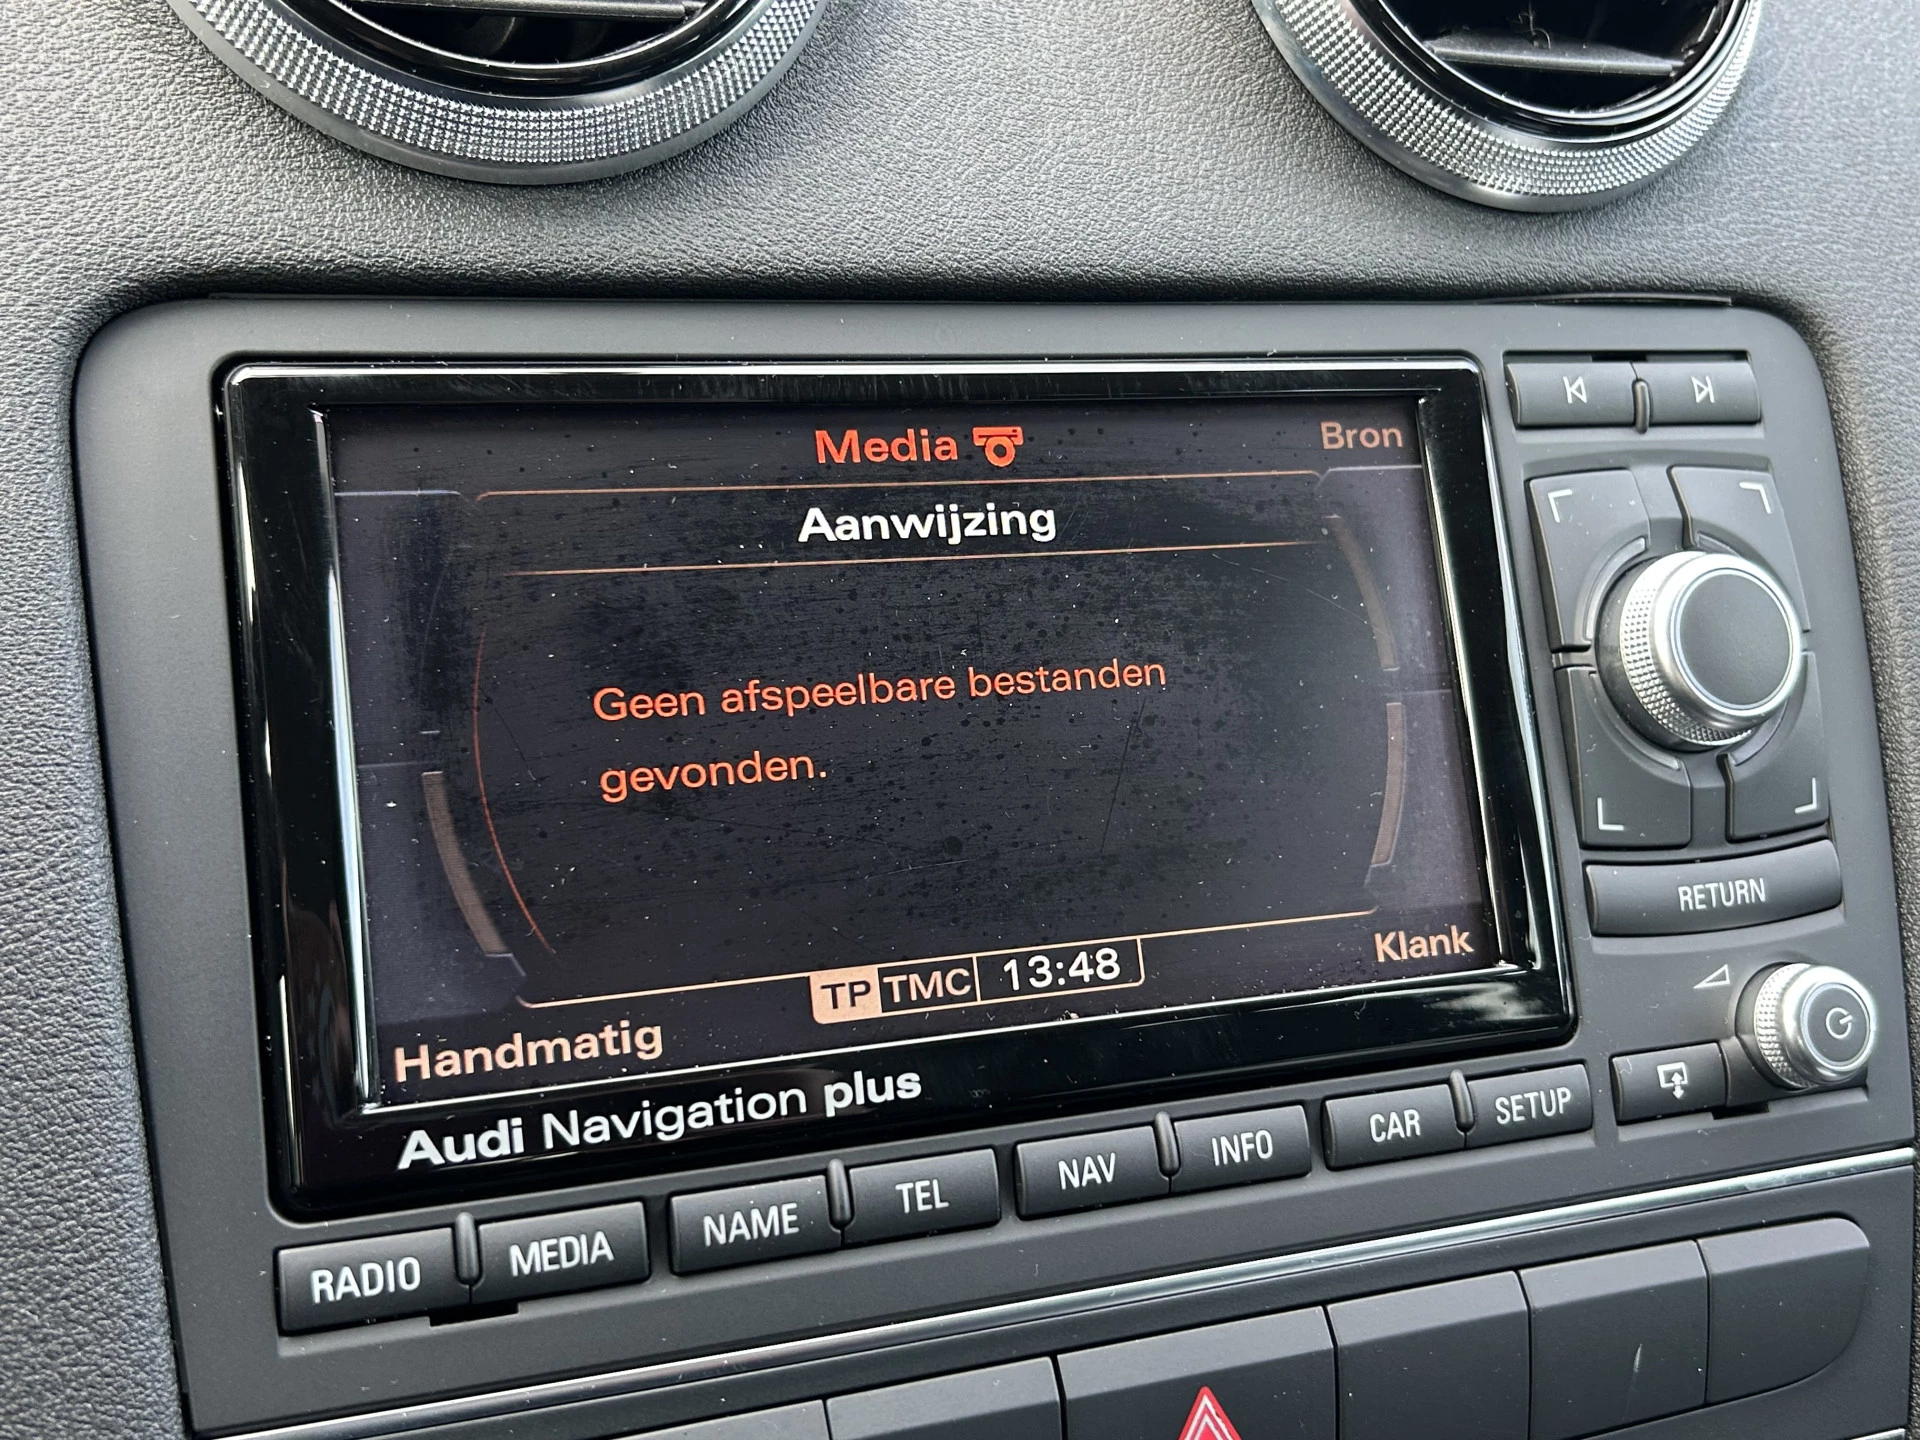 Media
Bron
Aanwijzing
Geen afspeelbare bestanden
gevonden.
Klank
TP TMC 13:48
Handmatig
Audi Navigation plus
RETURN
RADIO MEDIA NAME TEL NAV INFO CAR SETUP